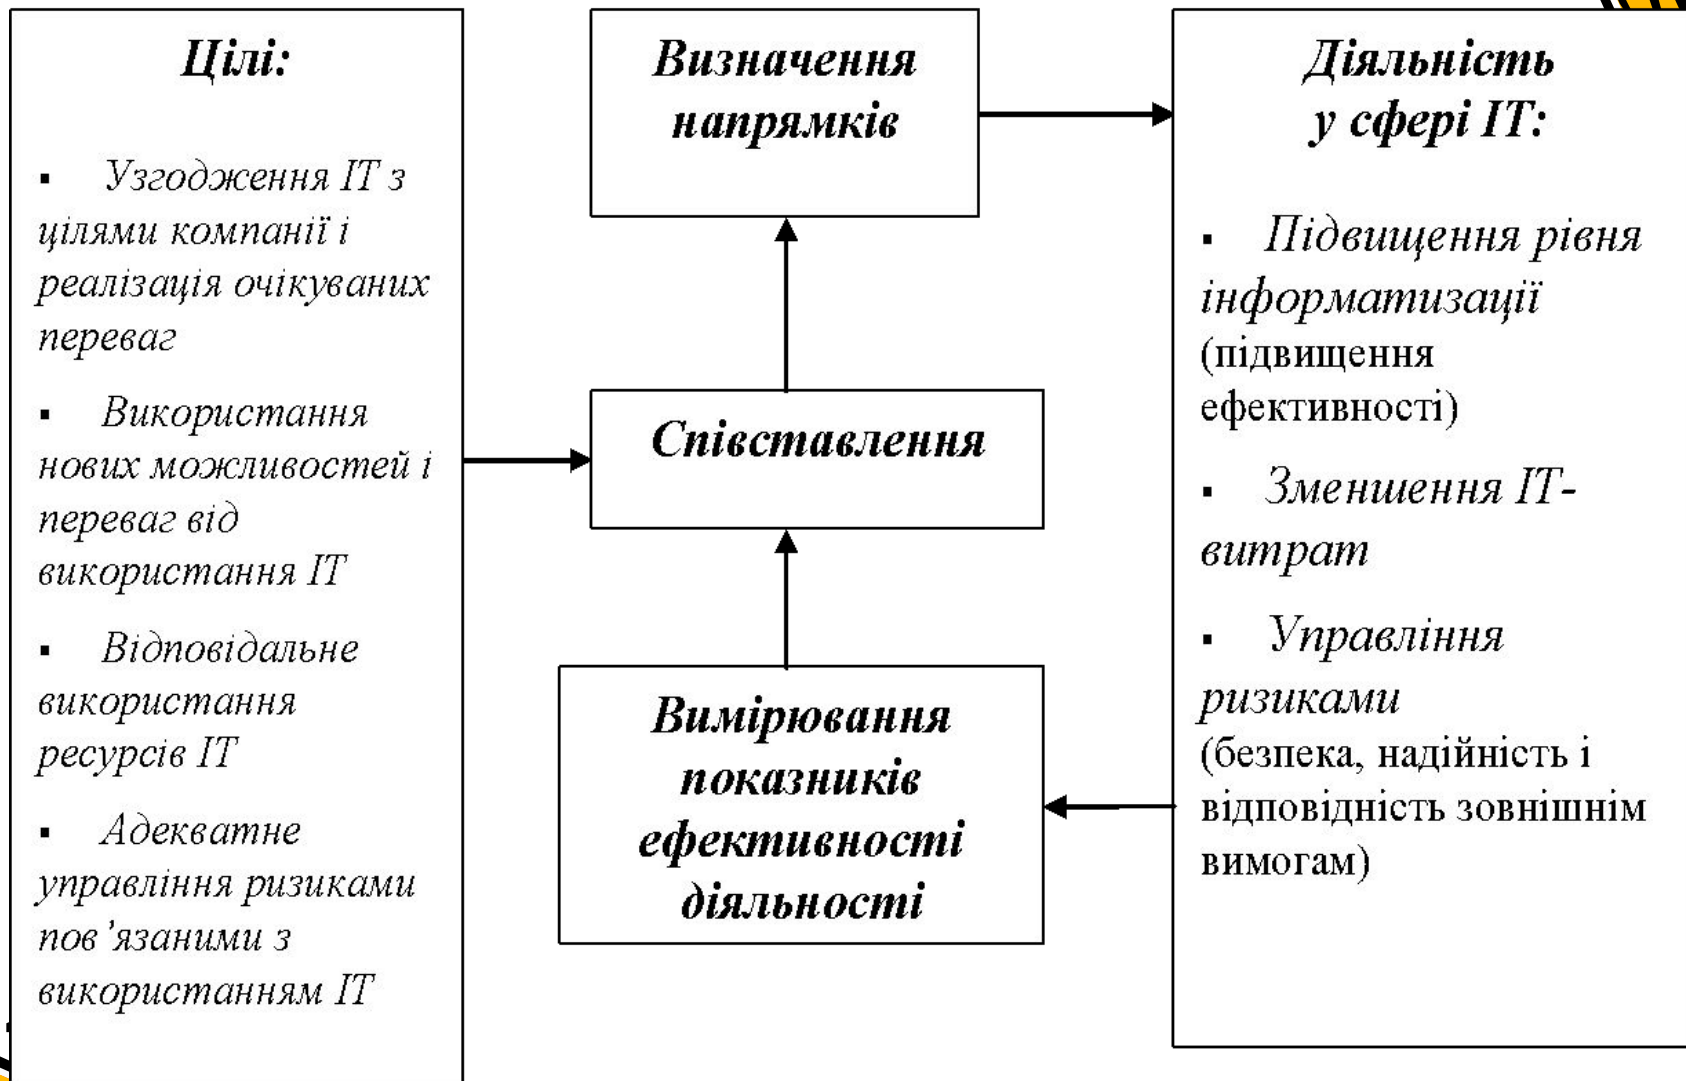 Цілі:
▪ Узгодження ІТ з
цілями компанії і
реалізація очікуваних
переваг
▪ Використання
нових можливостей і
переваг від
використання ІТ
▪ Відповідальне
використання
ресурсів ІТ
▪ Адекватне
управління ризиками
пов’язаними з
використанням ІТ
Визначення
напрямків
Співставлення
Вимірювання
показників
ефективності
діяльності
Діяльність
у сфері ІТ:
▪ Підвищення рівня
інформатизації
(підвищення
ефективності)
▪ Зменшення ІТ-
витрат
▪ Управління
ризиками
(безпека, надійність і
відповідність зовнішнім
вимогам)